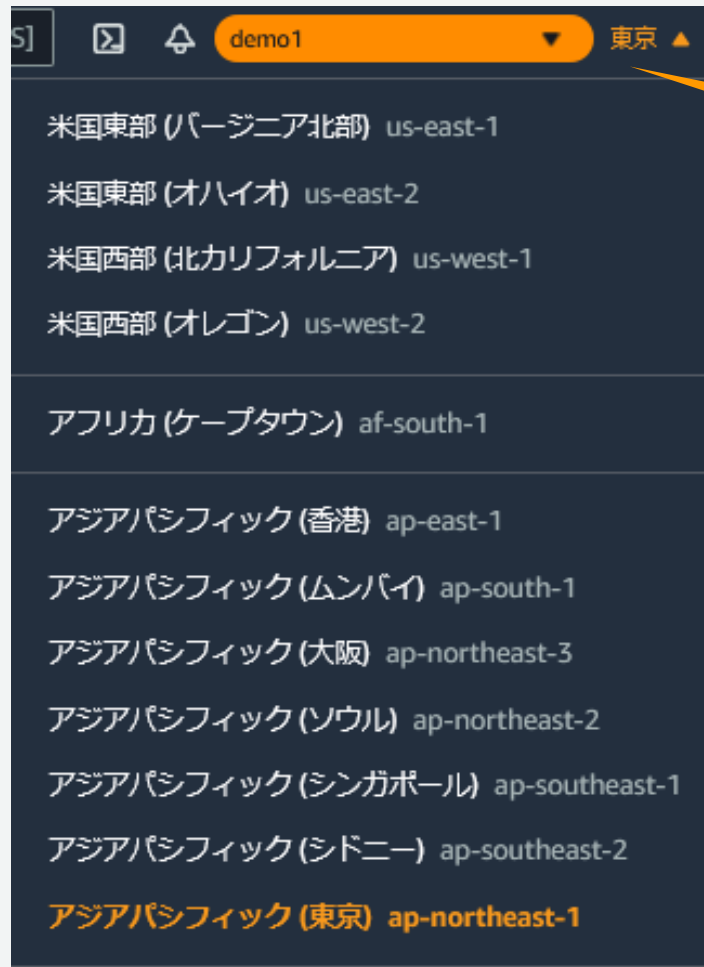 S]
demo1
東京
米国東部 (バージニア北部) us-east-1
米国東部 (オハイオ) us-east-2
米国西部 (北カリフォルニア) us-west-1
米国西部 (オレゴン) us-west-2
アフリカ (ケープタウン) af-south-1
アジアパシフィック (香港) ap-east-1
アジアパシフィック (ムンバイ) ap-south-1
アジアパシフィック (大阪) ap-northeast-3
アジアパシフィック (ソウル) ap-northeast-2
アジアパシフィック (シンガポール) ap-southeast-1
アジアパシフィック (シドニー) ap-southeast-2
アジアパシフィック (東京) ap-northeast-1